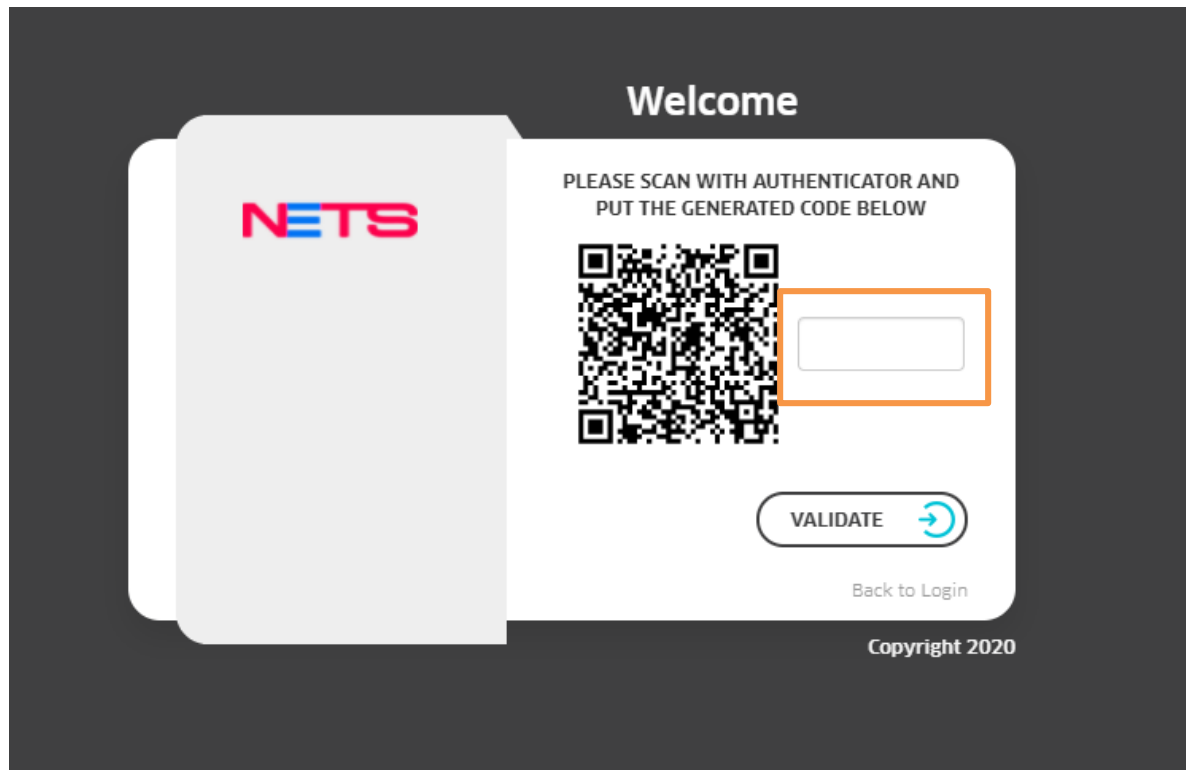 Welcome
NETS
PLEASE SCAN WITH AUTHENTICATOR AND
PUT THE GENERATED CODE BELOW
VALIDATE
Back to Login
Copyright 2020